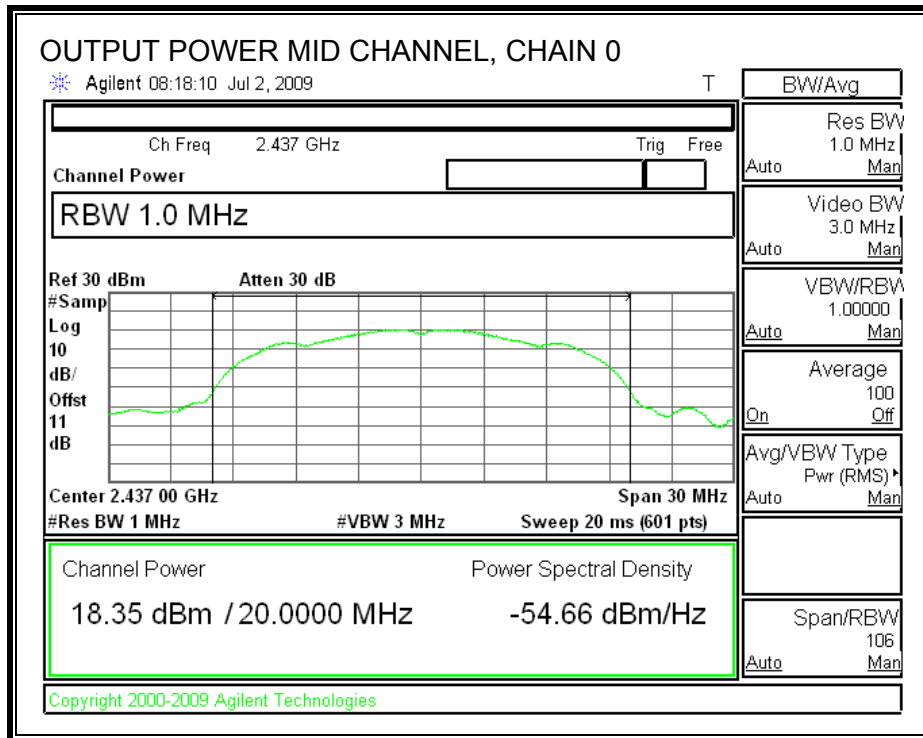 OUTPUT POWER MID CHANNEL, CHAIN 0
Agilent 08:18:10 Jul 2, 2009 T
Ch Freq 2.437 GHz Trig Free
Channel Power
RBW 1.0 MHz
Ref 30 dBm Atten 30 dB
#Samp
Log
10
dB/
Offst
11
dB
Center 2.437 00 GHz Span 30 MHz
#Res BW 1 MHz #VBW 3 MHz Sweep 20 ms (601 pts)
Channel Power Power Spectral Density
18.35 dBm / 20.0000 MHz -54.66 dBm/Hz
Copyright 2000-2009 Agilent Technologies
BW/Avg
Res BW
1.0 MHz
Auto Man
Video BW
3.0 MHz
Auto Man
VBW/RBW
1.00000
Auto Man
Average
100
On Off
Avg/VBW Type
Pwr (RMS)
Auto Man
Span/RBW
106
Auto Man